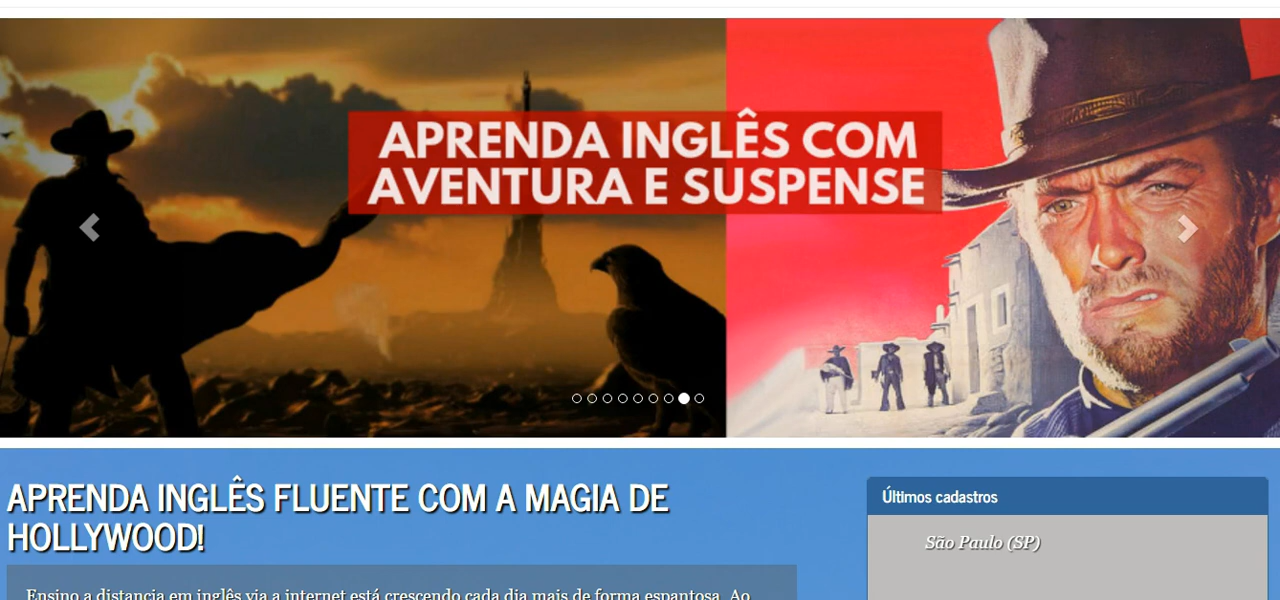 APRENDA INGLÊS COM
AVENTURA E SUSPENSE
APRENDA INGLÊS FLUENTE COM A MAGIA DE
HOLLYWOOD!
Últimos cadastros
São Paulo (SP)
Ensino a distancia em inglês via a internet está crescendo cada dia mais de forma espantosa. Ao